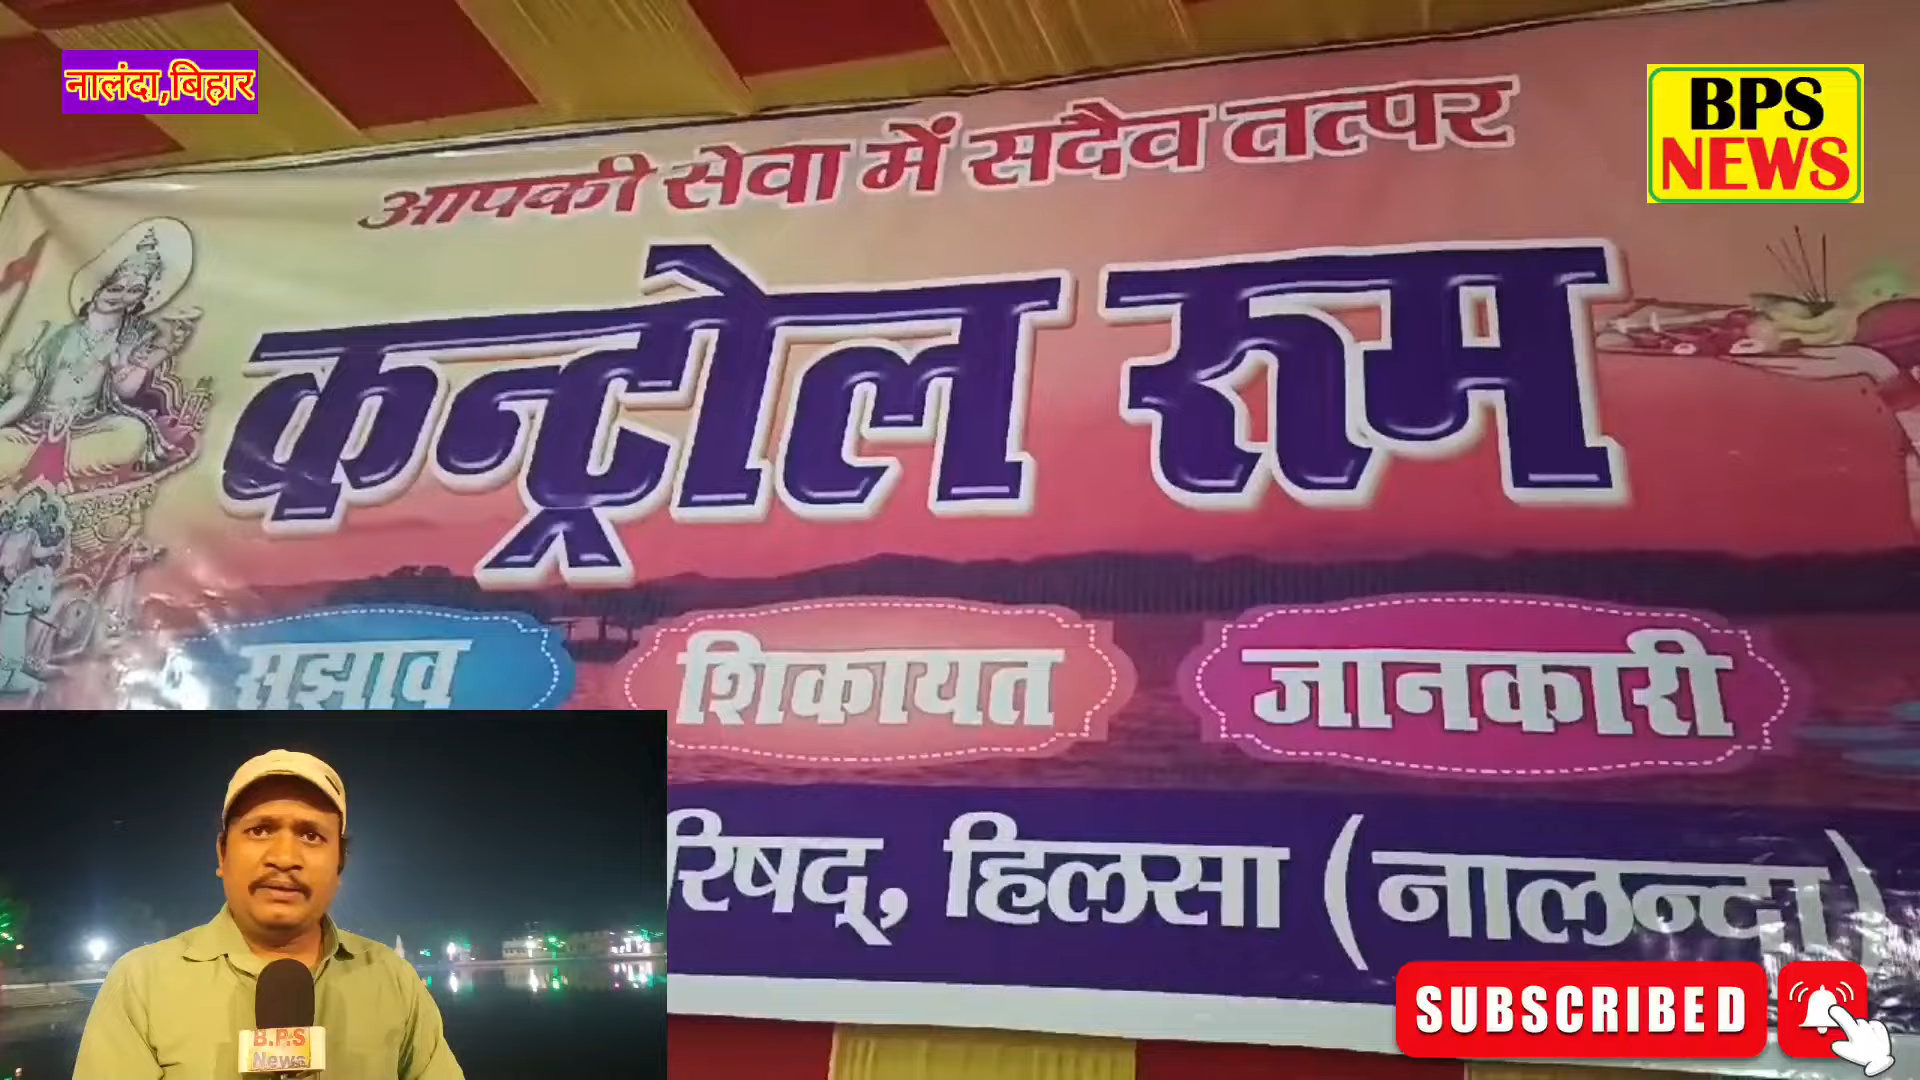 नालंदा,बिहार
BPS
NEWS
आपकी सेवा में सदैव तत्पर
कन्ट्रोल रूम
सुझाव
शिकायत
जानकारी
रिषद्, हिलसा (नालन्दा)
B.P.S
News
SUBSCRIBED